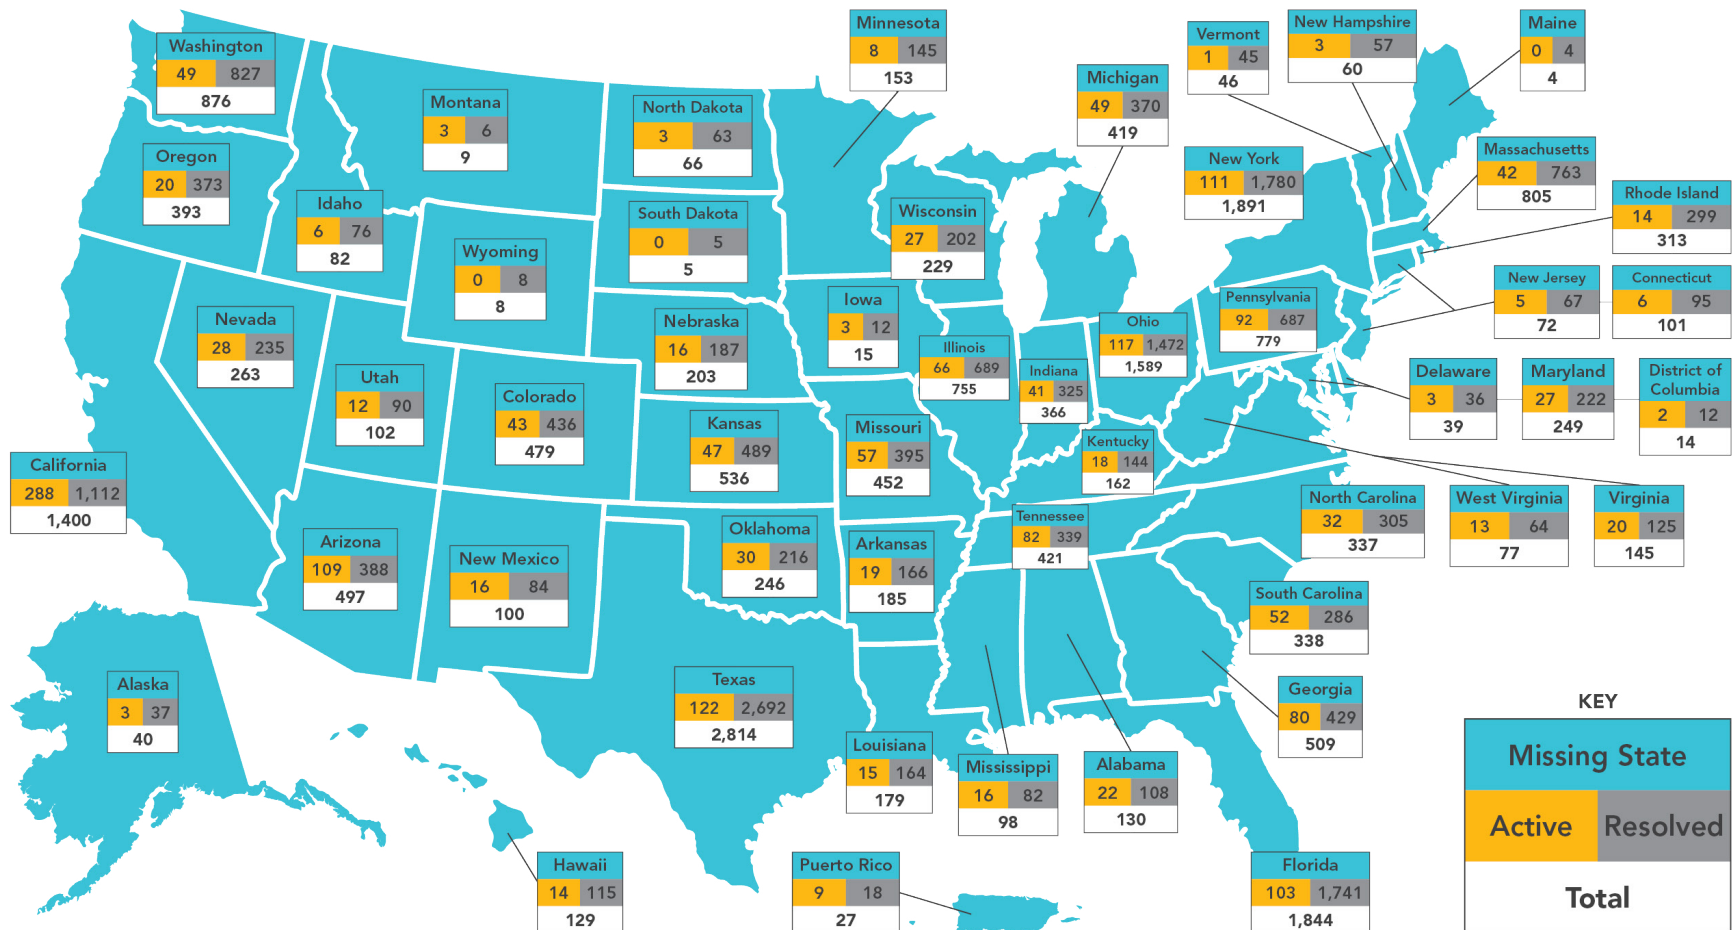 Washington
49 827
876
Oregon
20 373
393
California
288 1,112
1,400
Nevada
28 235
263
Idaho
6 76
82
Montana
3 6
9
Wyoming
0 8
8
Utah
12 90
102
Colorado
43 436
479
Arizona
109 388
497
New Mexico
16 84
100
Alaska
3 37
40
Hawaii
14 115
129
North Dakota
3 63
66
South Dakota
0 5
5
Nebraska
16 187
203
Kansas
47 489
536
Oklahoma
30 216
246
Texas
122 2,692
2,814
Minnesota
8 145
153
Iowa
3 12
15
Missouri
57 395
452
Arkansas
19 166
185
Louisiana
15 164
179
Wisconsin
27 202
229
Illinois
66 689
755
Michigan
49 370
419
Indiana
41 325
366
Ohio
117 1,472
1,589
Kentucky
18 144
162
Tennessee
82 339
421
Mississippi
16 82
98
Alabama
22 108
130
Puerto Rico
9 18
27
Vermont
1 45
46
New Hampshire
3 57
60
Maine
0 4
4
New York
111 1,780
1,891
Massachusetts
42 763
805
Rhode Island
14 299
313
Pennsylvania
92 687
779
New Jersey
5 67
72
Connecticut
6 95
101
Delaware
3 36
39
Maryland
27 222
249
District of
Columbia
2 12
14
North Carolina
32 305
337
West Virginia
13 64
77
Virginia
20 125
145
South Carolina
52 286
338
Georgia
80 429
509
Florida
103 1,741
1,844
KEY
Missing State
Active Resolved
Total